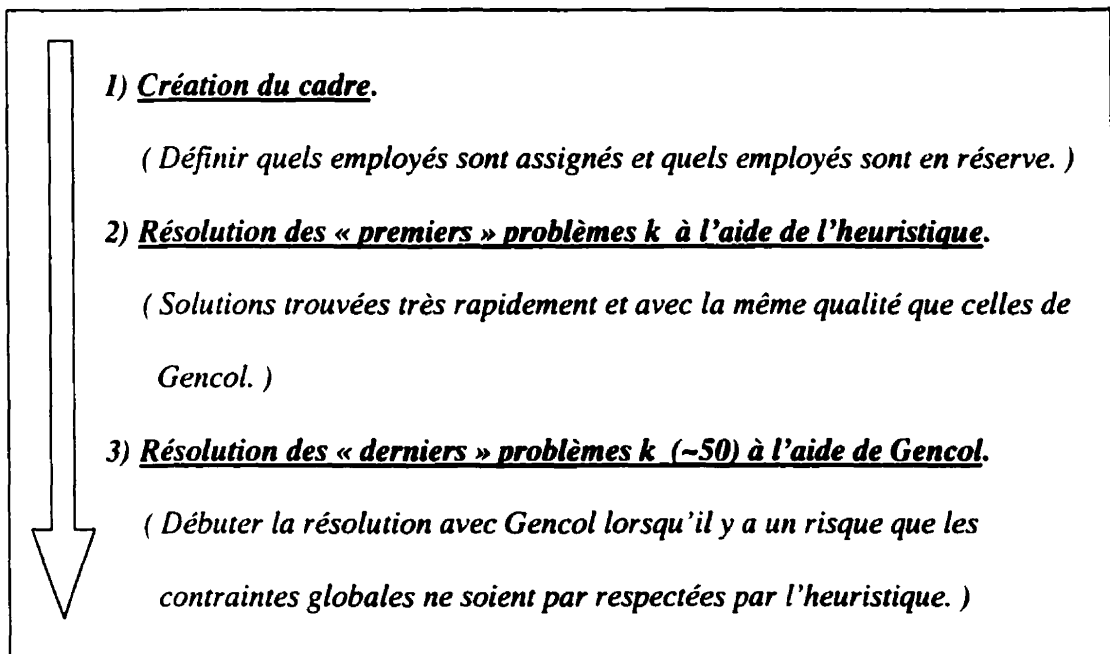 1) Création du cadre.
( Définir quels employés sont assignés et quels employés sont en réserve. )
2) Résolution des « premiers » problèmes k à l'aide de l'heuristique.
( Solutions trouvées très rapidement et avec la même qualité que celles de
Gencol. )
3) Résolution des « derniers » problèmes k (~50) à l'aide de Gencol.
( Débuter la résolution avec Gencol lorsqu'il y a un risque que les
contraintes globales ne soient par respectées par l'heuristique. )